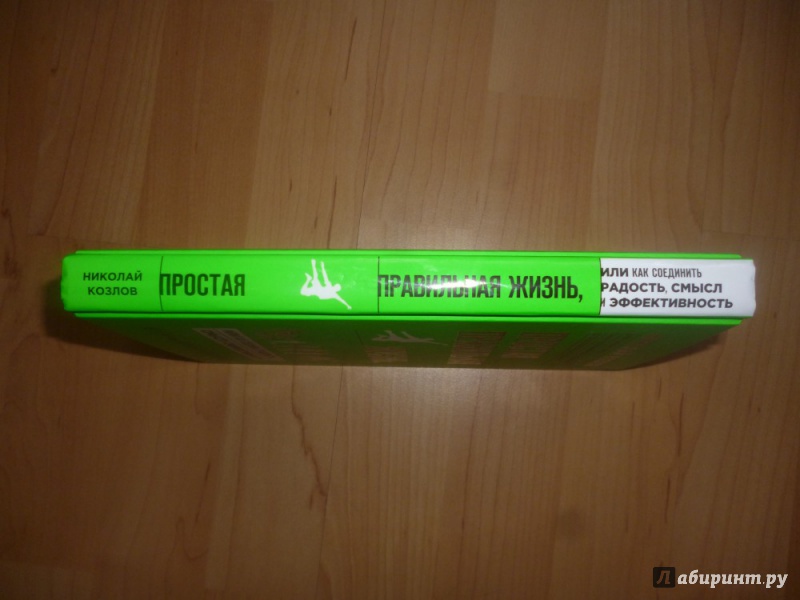 НИКОЛАЙ
КОЗЛОВ
ПРОСТАЯ
ПРАВИЛЬНАЯ ЖИЗНЬ,
ИЛИ КАК СОЕДИНИТЬ
РАДОСТЬ, СМЫСЛ
И ЭФФЕКТИВНОСТЬ
Лабиринт.ру